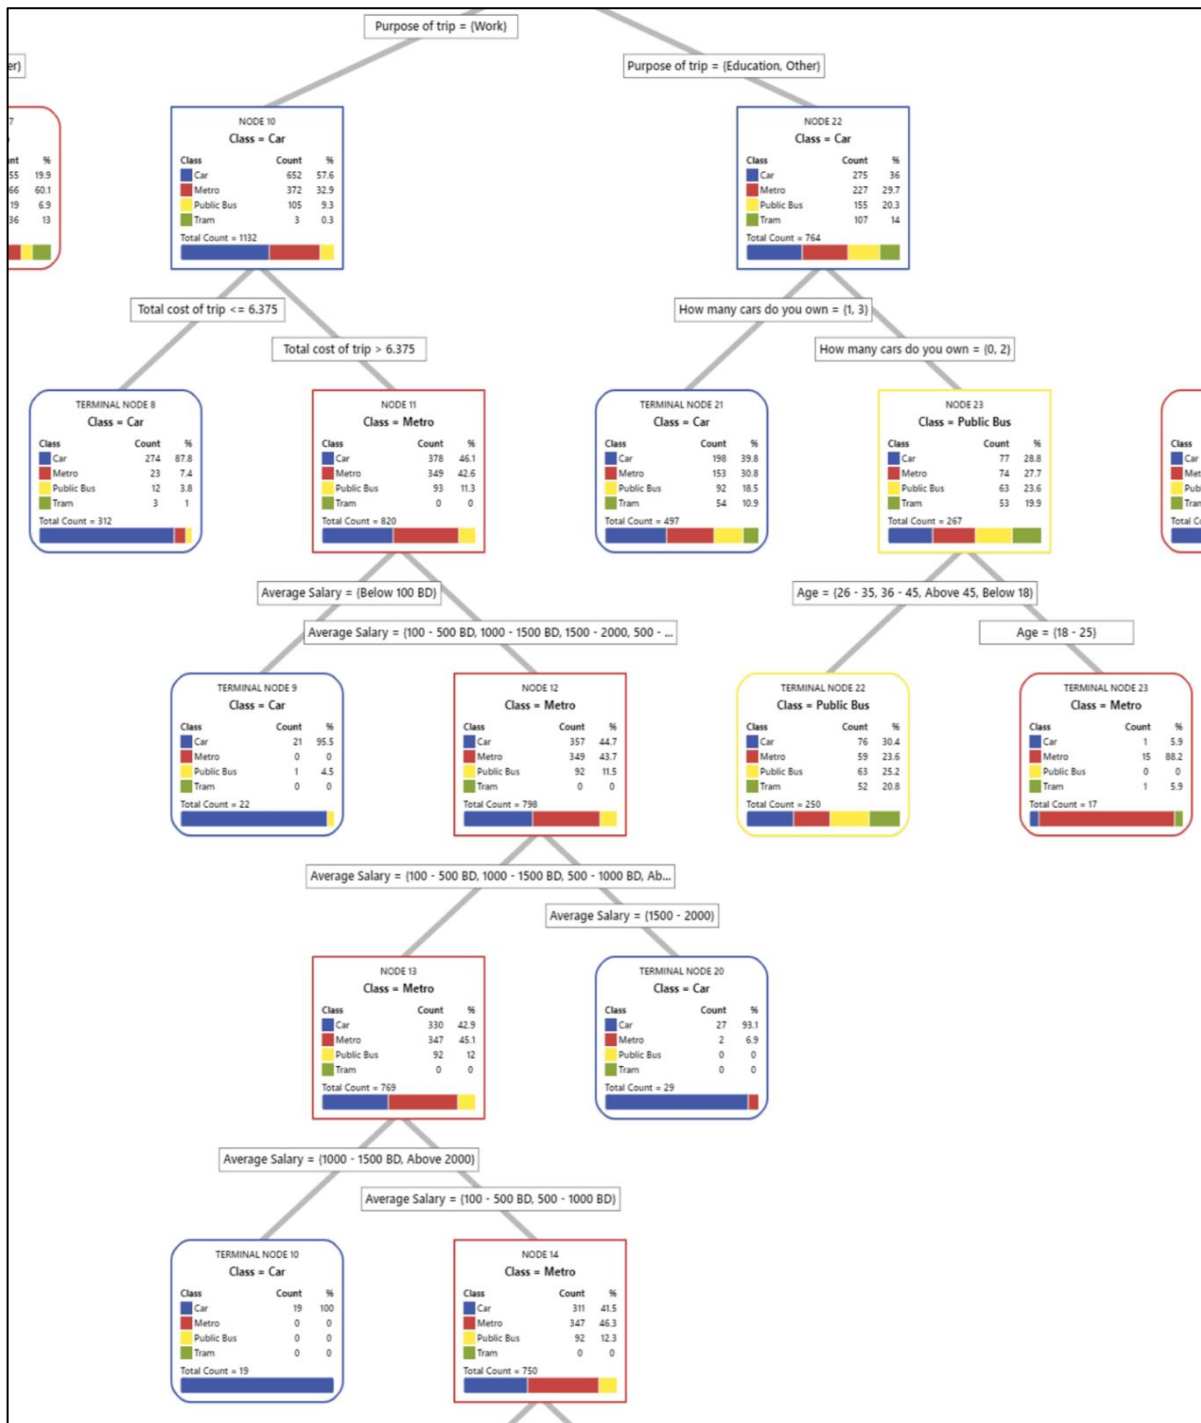 Purpose of trip = {Work}
Purpose of trip = {Education, Other}
er}
7
nt %
55 19.9
66 60.1
19 6.9
36 13
NODE 10
Class = Car
Class Count %
Car 652 57.6
Metro 372 32.9
Public Bus 105 9.3
Tram 3 0.3
Total Count = 1132
NODE 22
Class = Car
Class Count %
Car 275 36
Metro 227 29.7
Public Bus 155 20.3
Tram 107 14
Total Count = 764
Total cost of trip <= 6.375
Total cost of trip > 6.375
How many cars do you own = {1, 3}
How many cars do you own = {0, 2}
TERMINAL NODE 8
Class = Car
Class Count %
Car 274 87.8
Metro 23 7.4
Public Bus 12 3.8
Tram 3 1
Total Count = 312
NODE 11
Class = Metro
Class Count %
Car 378 46.1
Metro 349 42.6
Public Bus 93 11.3
Tram 0 0
Total Count = 820
TERMINAL NODE 21
Class = Car
Class Count %
Car 198 39.8
Metro 153 30.8
Public Bus 92 18.5
Tram 54 10.9
Total Count = 497
NODE 23
Class = Public Bus
Class Count %
Car 77 28.8
Metro 74 27.7
Public Bus 63 23.6
Tram 53 19.9
Total Count = 267
Class
Car
Met
Pub
Tram
Total Co
Average Salary = {Below 100 BD}
Average Salary = {100 - 500 BD, 1000 - 1500 BD, 1500 - 2000, 500 - ...
Age = {26 - 35, 36 - 45, Above 45, Below 18}
Age = {18 - 25}
TERMINAL NODE 9
Class = Car
Class Count %
Car 21 95.5
Metro 0 0
Public Bus 1 4.5
Tram 0 0
Total Count = 22
NODE 12
Class = Metro
Class Count %
Car 357 44.7
Metro 349 43.7
Public Bus 92 11.5
Tram 0 0
Total Count = 798
TERMINAL NODE 22
Class = Public Bus
Class Count %
Car 76 30.4
Metro 59 23.6
Public Bus 63 25.2
Tram 52 20.8
Total Count = 250
TERMINAL NODE 23
Class = Metro
Class Count %
Car 1 5.9
Metro 15 88.2
Public Bus 0 0
Tram 1 5.9
Total Count = 17
Average Salary = {100 - 500 BD, 1000 - 1500 BD, 500 - 1000 BD, Ab...
Average Salary = {1500 - 2000}
NODE 13
Class = Metro
Class Count %
Car 330 42.9
Metro 347 45.1
Public Bus 92 12
Tram 0 0
Total Count = 769
TERMINAL NODE 20
Class = Car
Class Count %
Car 27 93.1
Metro 2 6.9
Public Bus 0 0
Tram 0 0
Total Count = 29
Average Salary = {1000 - 1500 BD, Above 2000}
Average Salary = {100 - 500 BD, 500 - 1000 BD}
TERMINAL NODE 10
Class = Car
Class Count %
Car 19 100
Metro 0 0
Public Bus 0 0
Tram 0 0
Total Count = 19
NODE 14
Class = Metro
Class Count %
Car 311 41.5
Metro 347 46.3
Public Bus 92 12.3
Tram 0 0
Total Count = 750